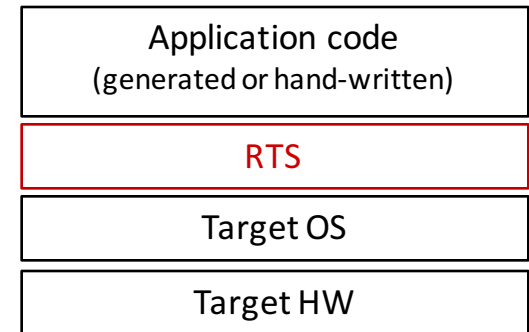 Application code
(generated or hand-written)
RTS
Target OS
Target HW